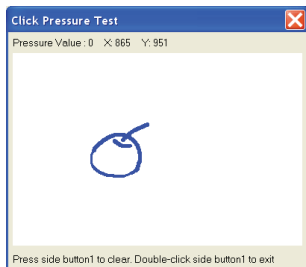 Click Pressure Test
Pressure Value : 0 X: 865 Y: 951
Press side button1 to clear. Double-click side button1 to exit